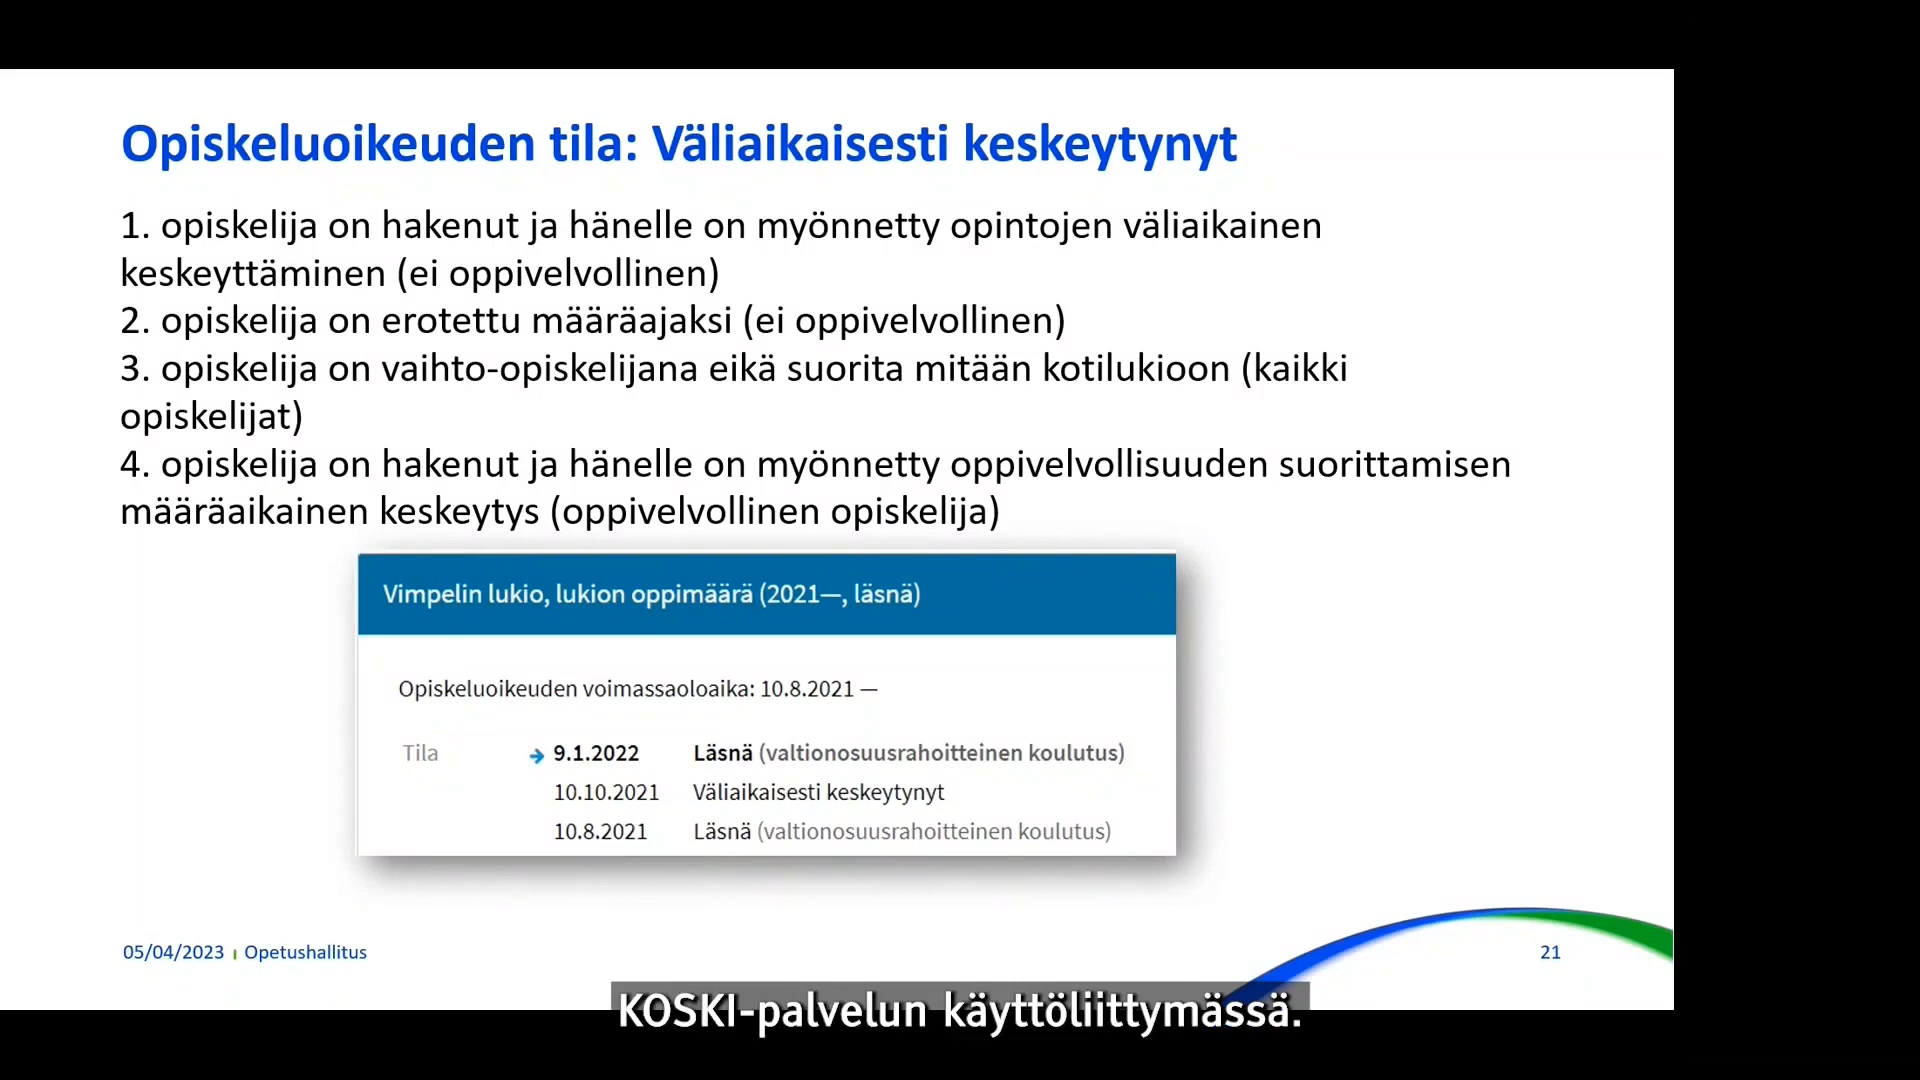 Opiskeluoikeuden tila: Väliaikaisesti keskeytynyt
1. opiskelija on hakenut ja hänelle on myönnetty opintojen väliaikainen
keskeyttäminen (ei oppivelvollinen)
2. opiskelija on erotettu määräajaksi (ei oppivelvollinen)
3. opiskelija on vaihto-opiskelijana eikä suorita mitään kotilukioon (kaikki
opiskelijat)
4. opiskelija on hakenut ja hänelle on myönnetty oppivelvollisuuden suorittamisen
määräaikainen keskeytys (oppivelvollinen opiskelija)
Vimpelin lukio, lukion oppimäärä (2021—, läsnä)
Opiskeluoikeuden voimassaoloaika: 10.8.2021 —
Tila → 9.1.2022 Läsnä (valtionosuusrahoitteinen koulutus)
10.10.2021 Väliaikaisesti keskeytynyt
10.8.2021 Läsnä (valtionosuusrahoitteinen koulutus)
05/04/2023 Opetushallitus 21
KOSKI-palvelun käyttöliittymässä.